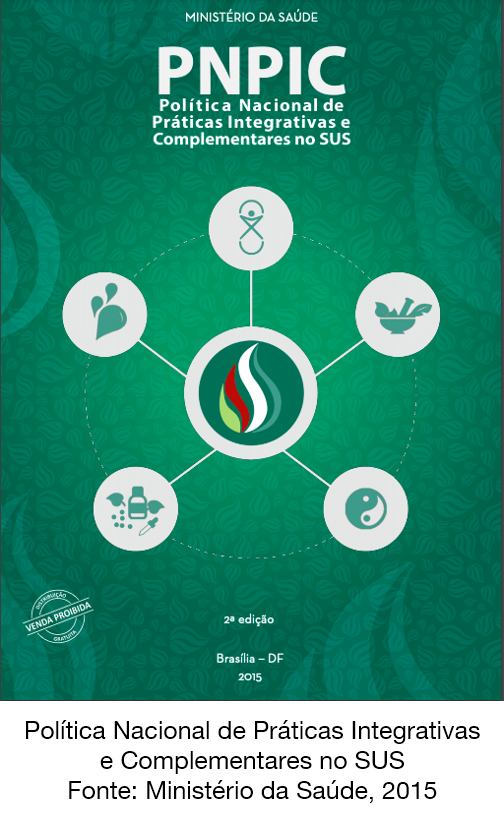 MINISTÉRIO DA SAÚDE
PNPIC
Política Nacional de
Práticas Integrativas e
Complementares no SUS
DISTRIBUIÇÃO
VENDA PROIBIDA
GRATUITA
2ª edição
Brasília – DF
2015
Política Nacional de Práticas Integrativas
e Complementares no SUS
Fonte: Ministério da Saúde, 2015